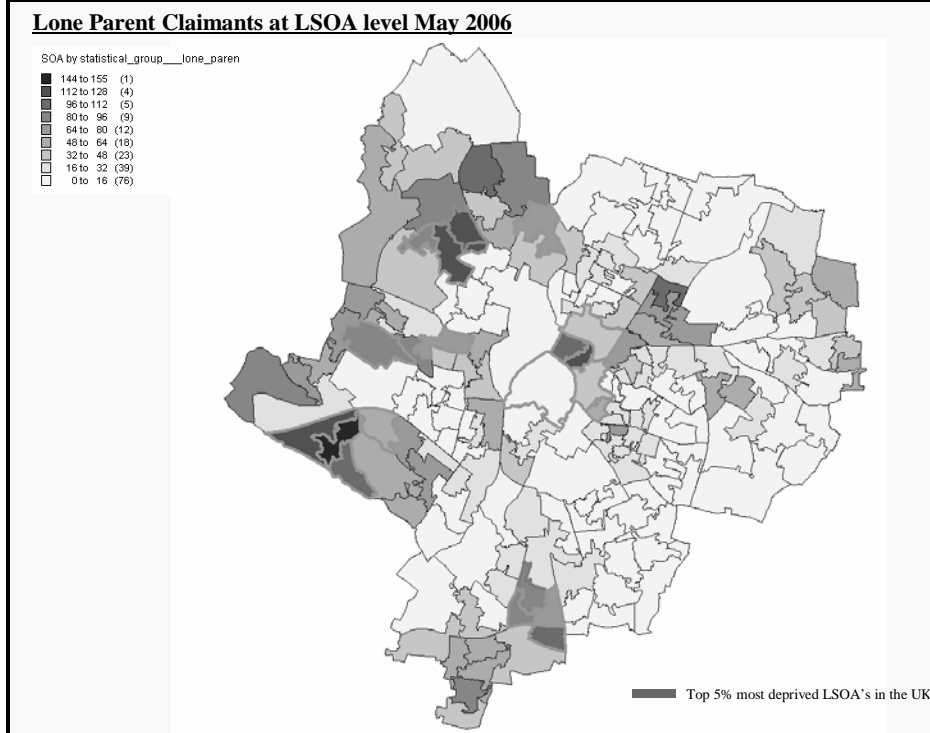 Lone Parent Claimants at LSOA level May 2006
SOA by statistical_group___lone_paren
144 to 155 (1)
112 to 128 (4)
96 to 112 (5)
80 to 96 (9)
64 to 80 (12)
48 to 64 (18)
32 to 48 (23)
16 to 32 (39)
0 to 16 (76)
Top 5% most deprived LSOA's in the UK